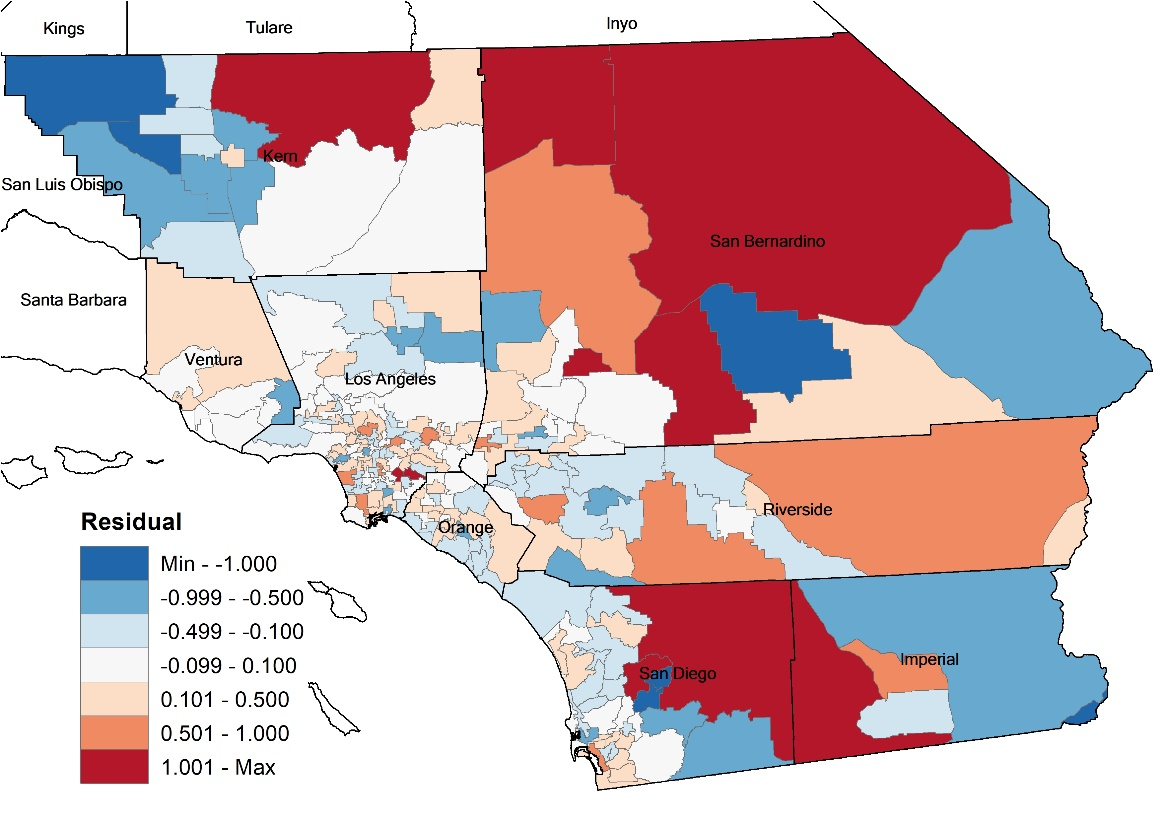 Kings
Tulare
Inyo
Kern
San Luis Obispo
San Bernardino
Santa Barbara
Ventura
Los Angeles
Riverside
Orange
Residual
Min - -1.000
-0.999 - -0.500
-0.499 - -0.100
-0.099 - 0.100
0.101 - 0.500
0.501 - 1.000
1.001 - Max
San Diego
Imperial